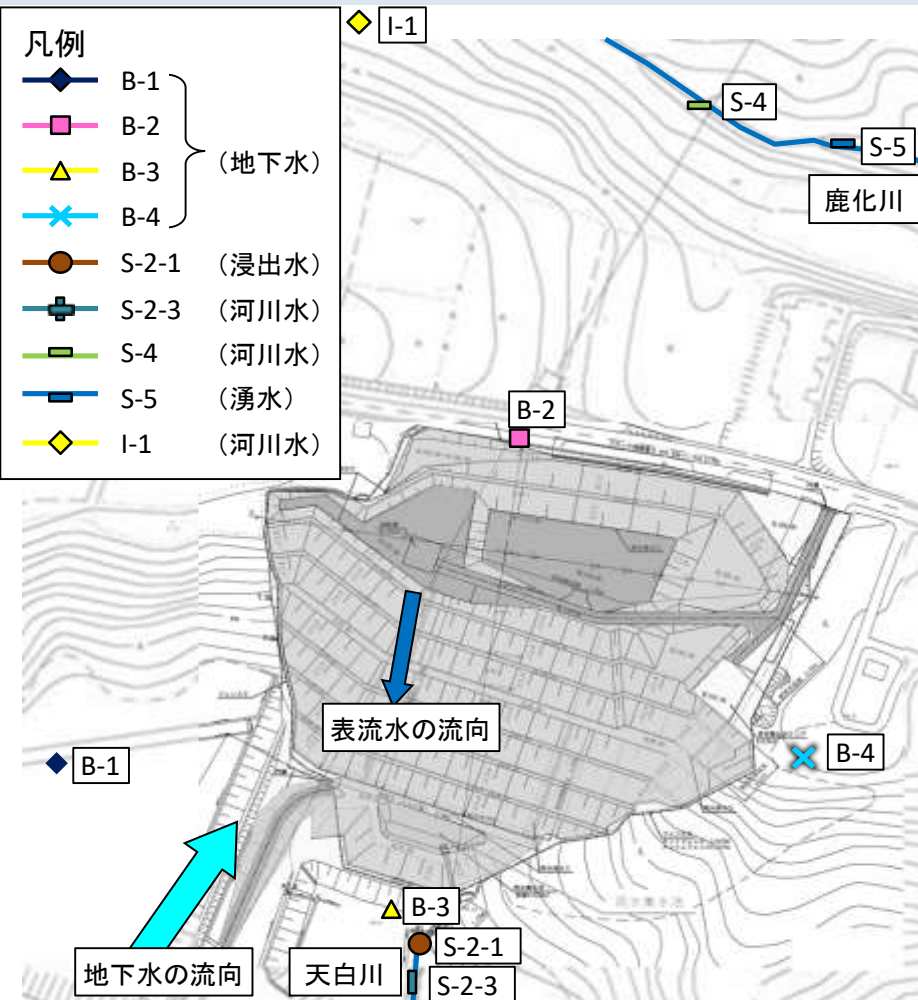 凡例
B-1
B-2
B-3
B-4
(地下水)
S-2-1 (浸出水)
S-2-3 (河川水)
S-4 (河川水)
S-5 (湧水)
I-1 (河川水)
I-1
S-4
S-5
鹿化川
B-2
表流水の流向
B-1
B-4
B-3
S-2-1
地下水の流向
天白川
S-2-3